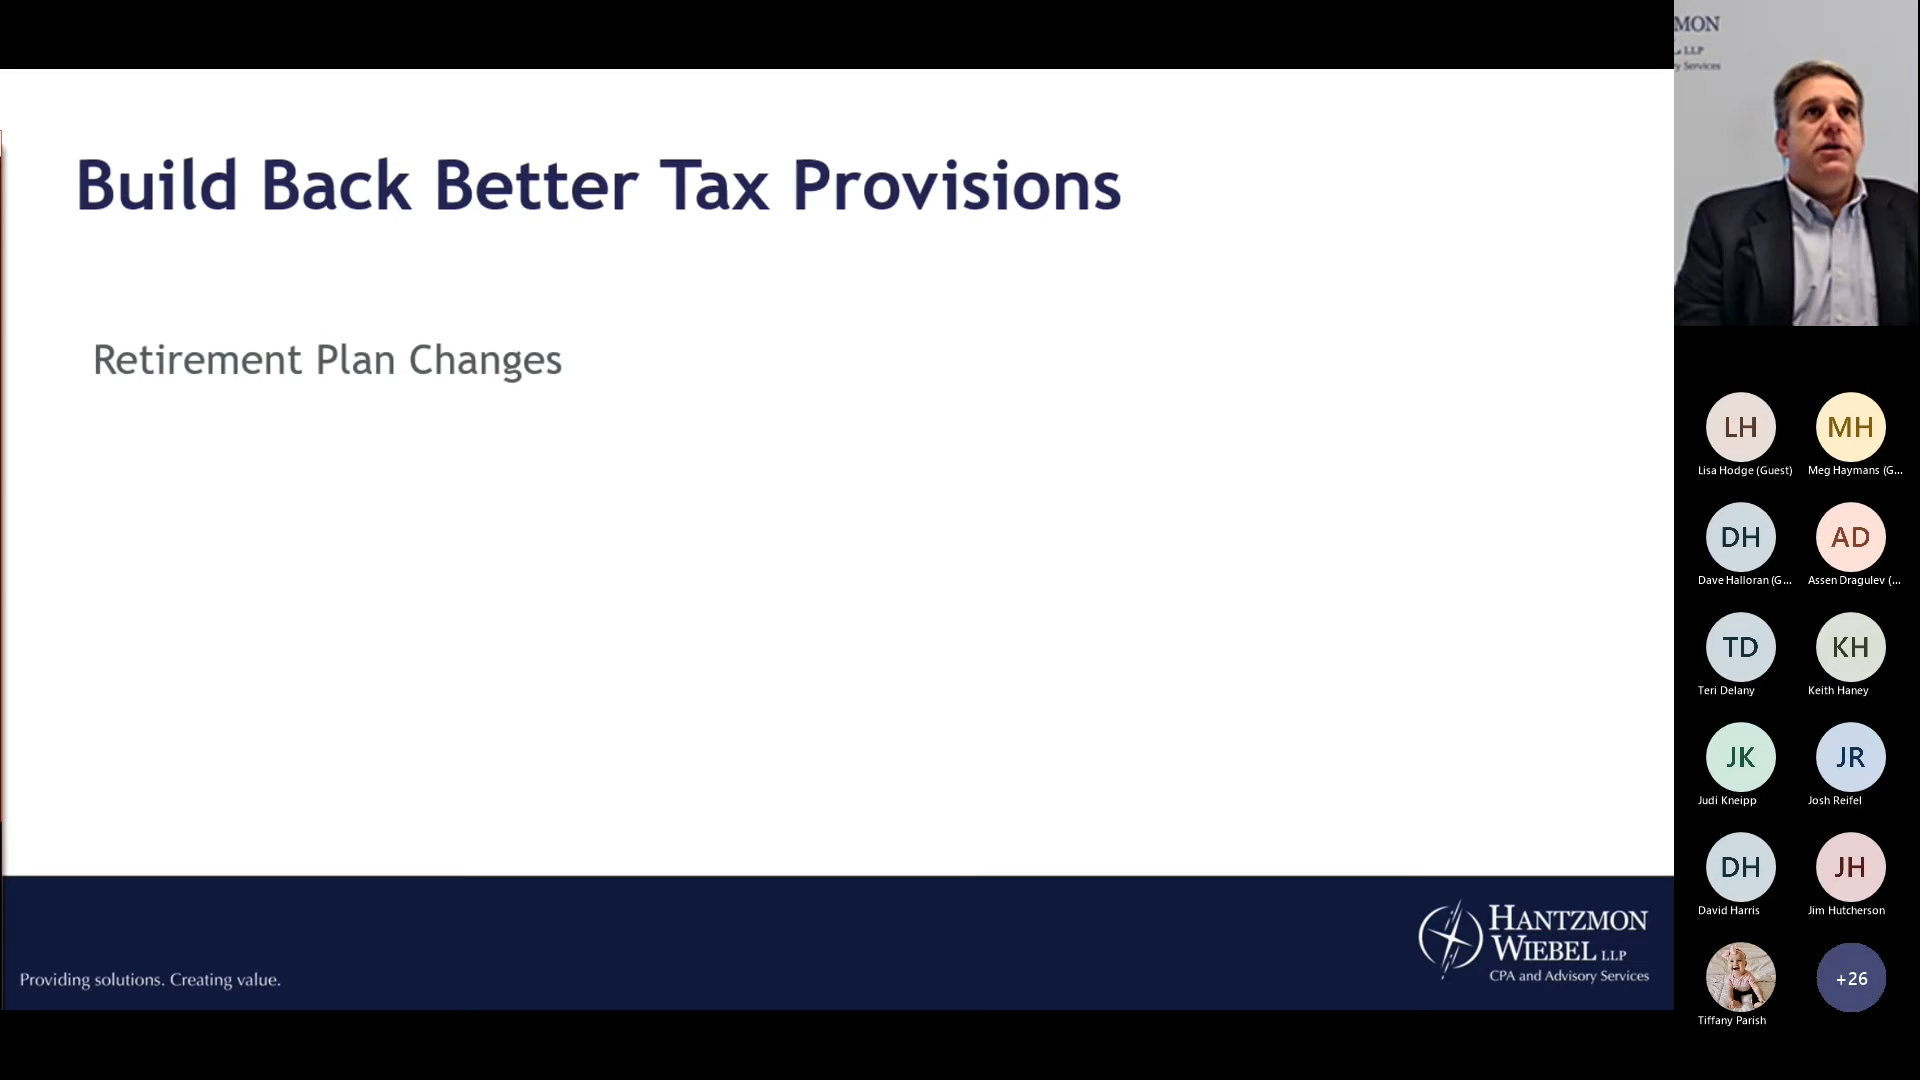 Build Back Better Tax Provisions
Retirement Plan Changes
Providing solutions. Creating value.
HANTZMON
WIEBEL LLP
CPA and Advisory Services
MON
LLP
y Services
LH
MH
Lisa Hodge (Guest)
Meg Haymans (G...
DH
AD
Dave Halloran (G...
Assen Dragulev (...
TD
KH
Teri Delany
Keith Haney
JK
JR
Judi Kneipp
Josh Reifel
DH
JH
David Harris
Jim Hutcherson
+26
Tiffany Parish